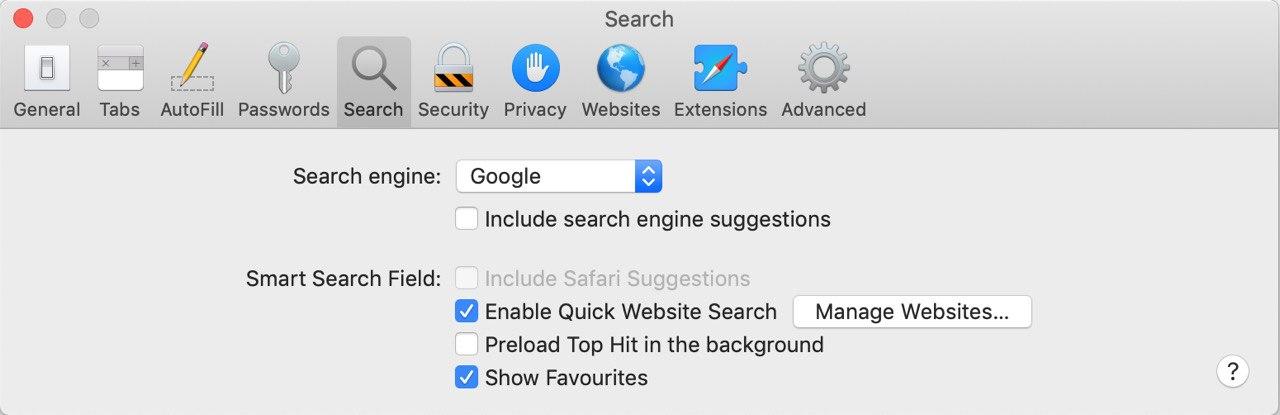 Search
General Tabs AutoFill Passwords Search Security Privacy Websites Extensions Advanced
Search engine: Google
Include search engine suggestions
Smart Search Field: Include Safari Suggestions
Enable Quick Website Search Manage Websites...
Preload Top Hit in the background
Show Favourites
?